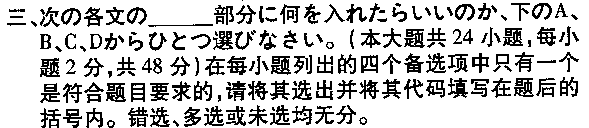 三、次の各文の______部分に何を入れたらいいのか、下のA、
B、C、Dからひとつ選びなさい。(本大题共 24 小题,每小
题 2 分,共 48 分)在每小题列出的四个备选项中只有一个
是符合题目要求的,请将其选出并将其代码填写在题后的
括号内。错选、多选或未选均无分。